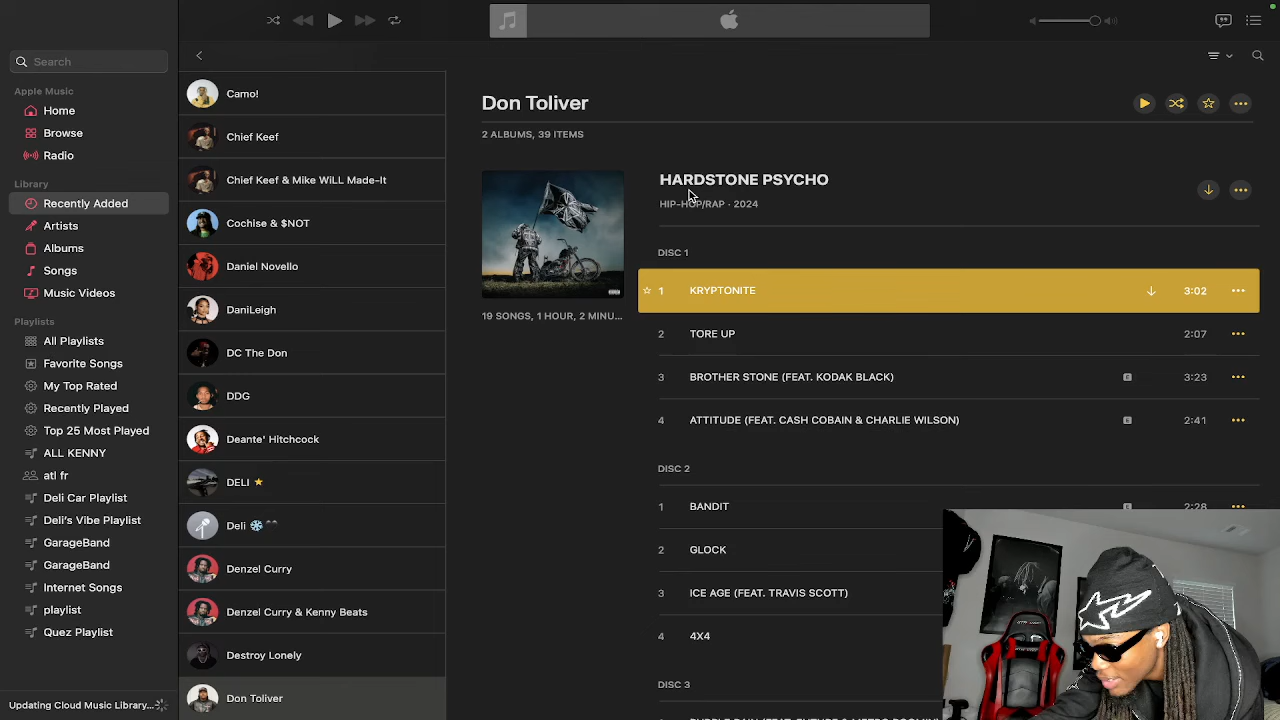 Search
Apple Music
Home
Browse
Radio
Library
Recently Added
Artists
Albums
Songs
Music Videos
Playlists
All Playlists
Favorite Songs
My Top Rated
Recently Played
Top 25 Most Played
ALL KENNY
atl fr
Deli Car Playlist
Deli's Vibe Playlist
GarageBand
GarageBand
Internet Songs
playlist
Quez Playlist
Updating Cloud Music Library...
Camo!
Chief Keef
Chief Keef & Mike WiLL Made-It
Cochise & $NOT
Daniel Novello
DaniLeigh
DC The Don
DDG
Deante' Hitchcock
DELI
Deli
Denzel Curry
Denzel Curry & Kenny Beats
Destroy Lonely
Don Toliver
Don Toliver
2 ALBUMS, 39 ITEMS
19 SONGS, 1 HOUR, 2 MINU...
HARDSTONE PSYCHO
HIP-HOP/RAP · 2024
DISC 1
1 KRYPTONITE 3:02
2 TORE UP 2:07
3 BROTHER STONE (FEAT. KODAK BLACK) E 3:23
4 ATTITUDE (FEAT. CASH COBAIN & CHARLIE WILSON) E 2:41
DISC 2
1 BANDIT E 2:28
2 GLOCK
3 ICE AGE (FEAT. TRAVIS SCOTT)
4 4X4
DISC 3